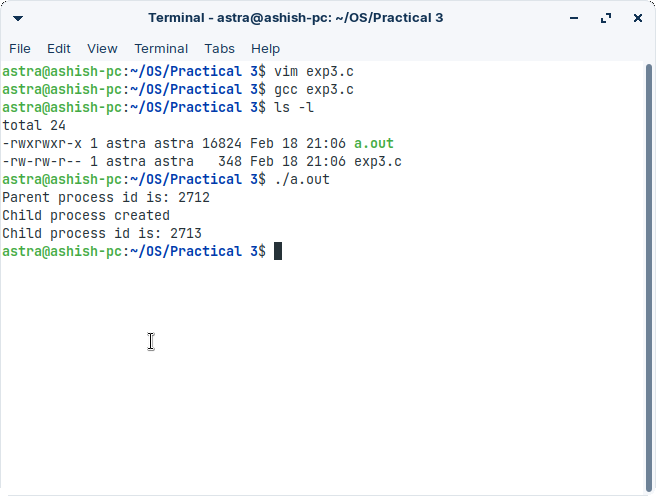 Terminal - astra@ashish-pc: ~/OS/Practical 3
File Edit View Terminal Tabs Help
astra@ashish-pc:~/OS/Practical 3$ vim exp3.c
astra@ashish-pc:~/OS/Practical 3$ gcc exp3.c
astra@ashish-pc:~/OS/Practical 3$ ls -l
total 24
-rwxrwxr-x 1 astra astra 16824 Feb 18 21:06 a.out
-rw-rw-r-- 1 astra astra   348 Feb 18 21:06 exp3.c
astra@ashish-pc:~/OS/Practical 3$ ./a.out
Parent process id is: 2712
Child process created
Child process id is: 2713
astra@ashish-pc:~/OS/Practical 3$